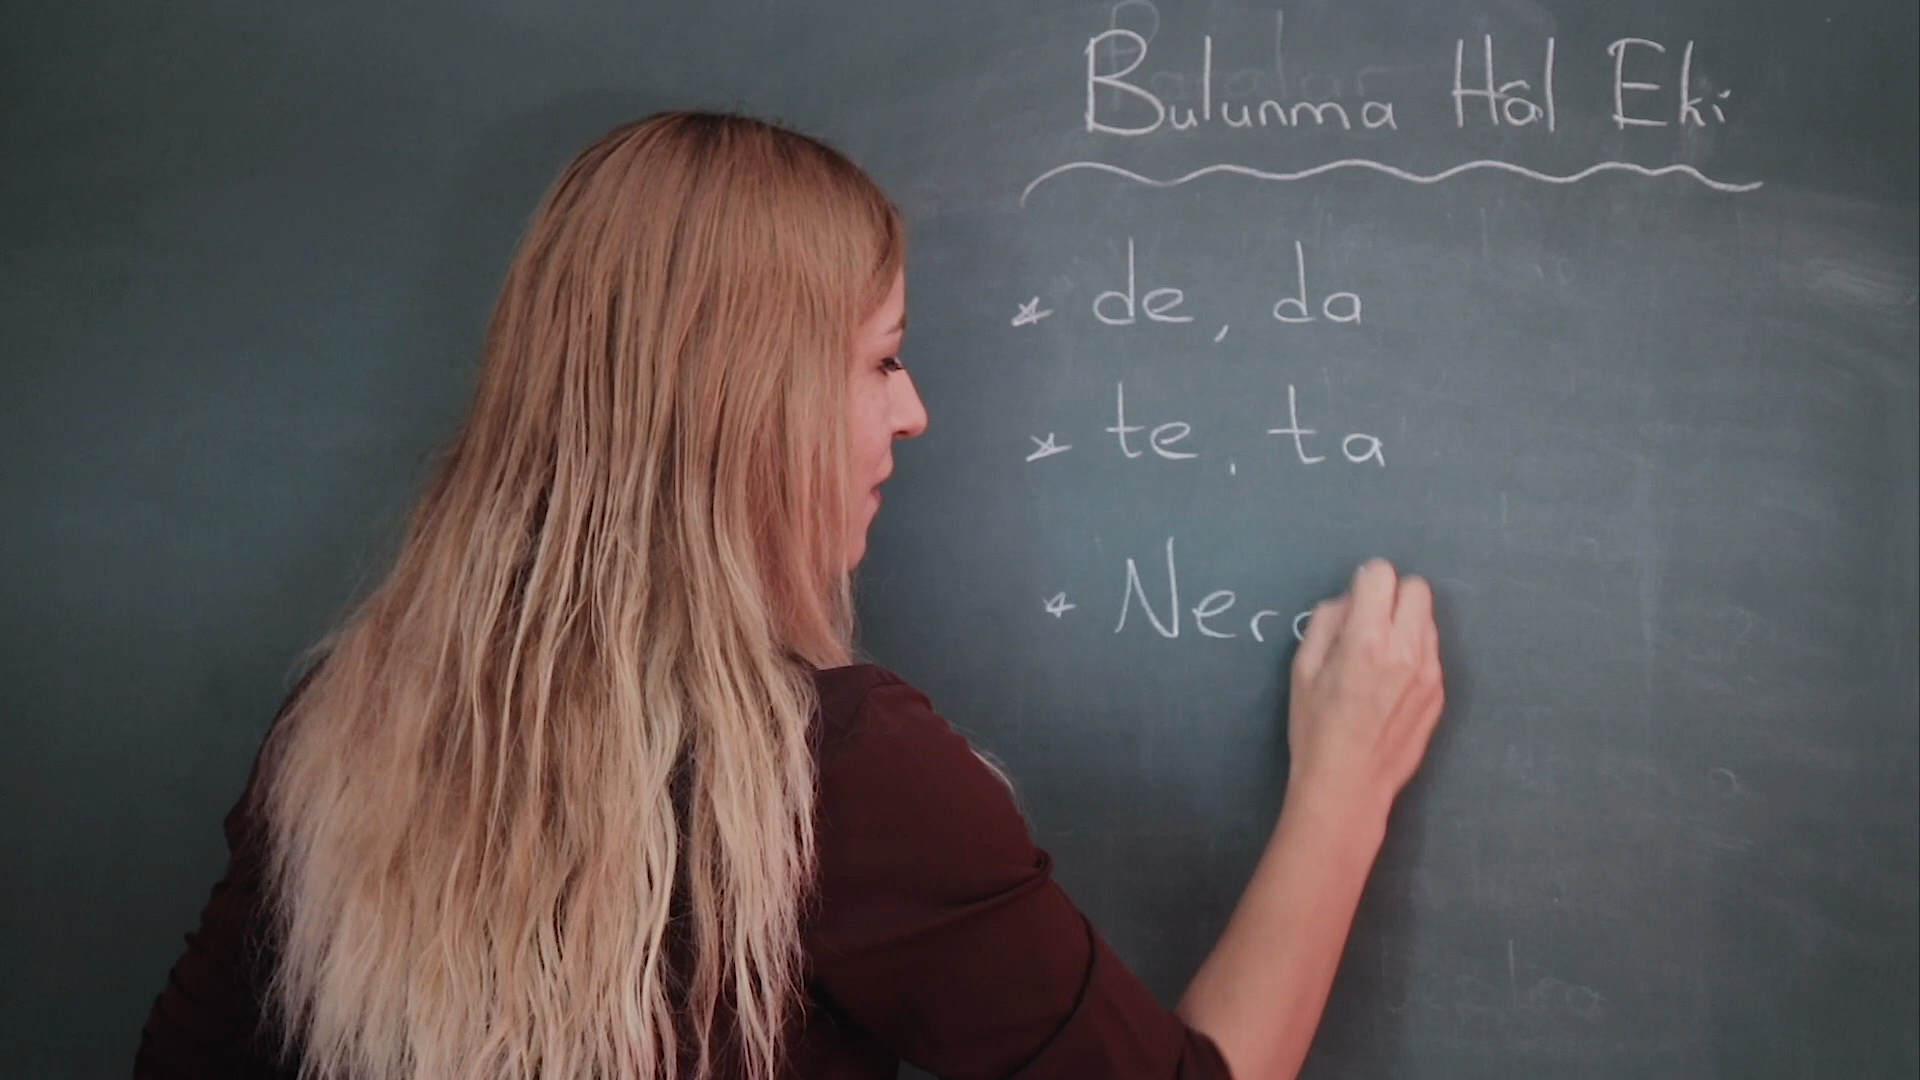 Bulunma Hâl Eki
* de, da
* te, ta
* Ner